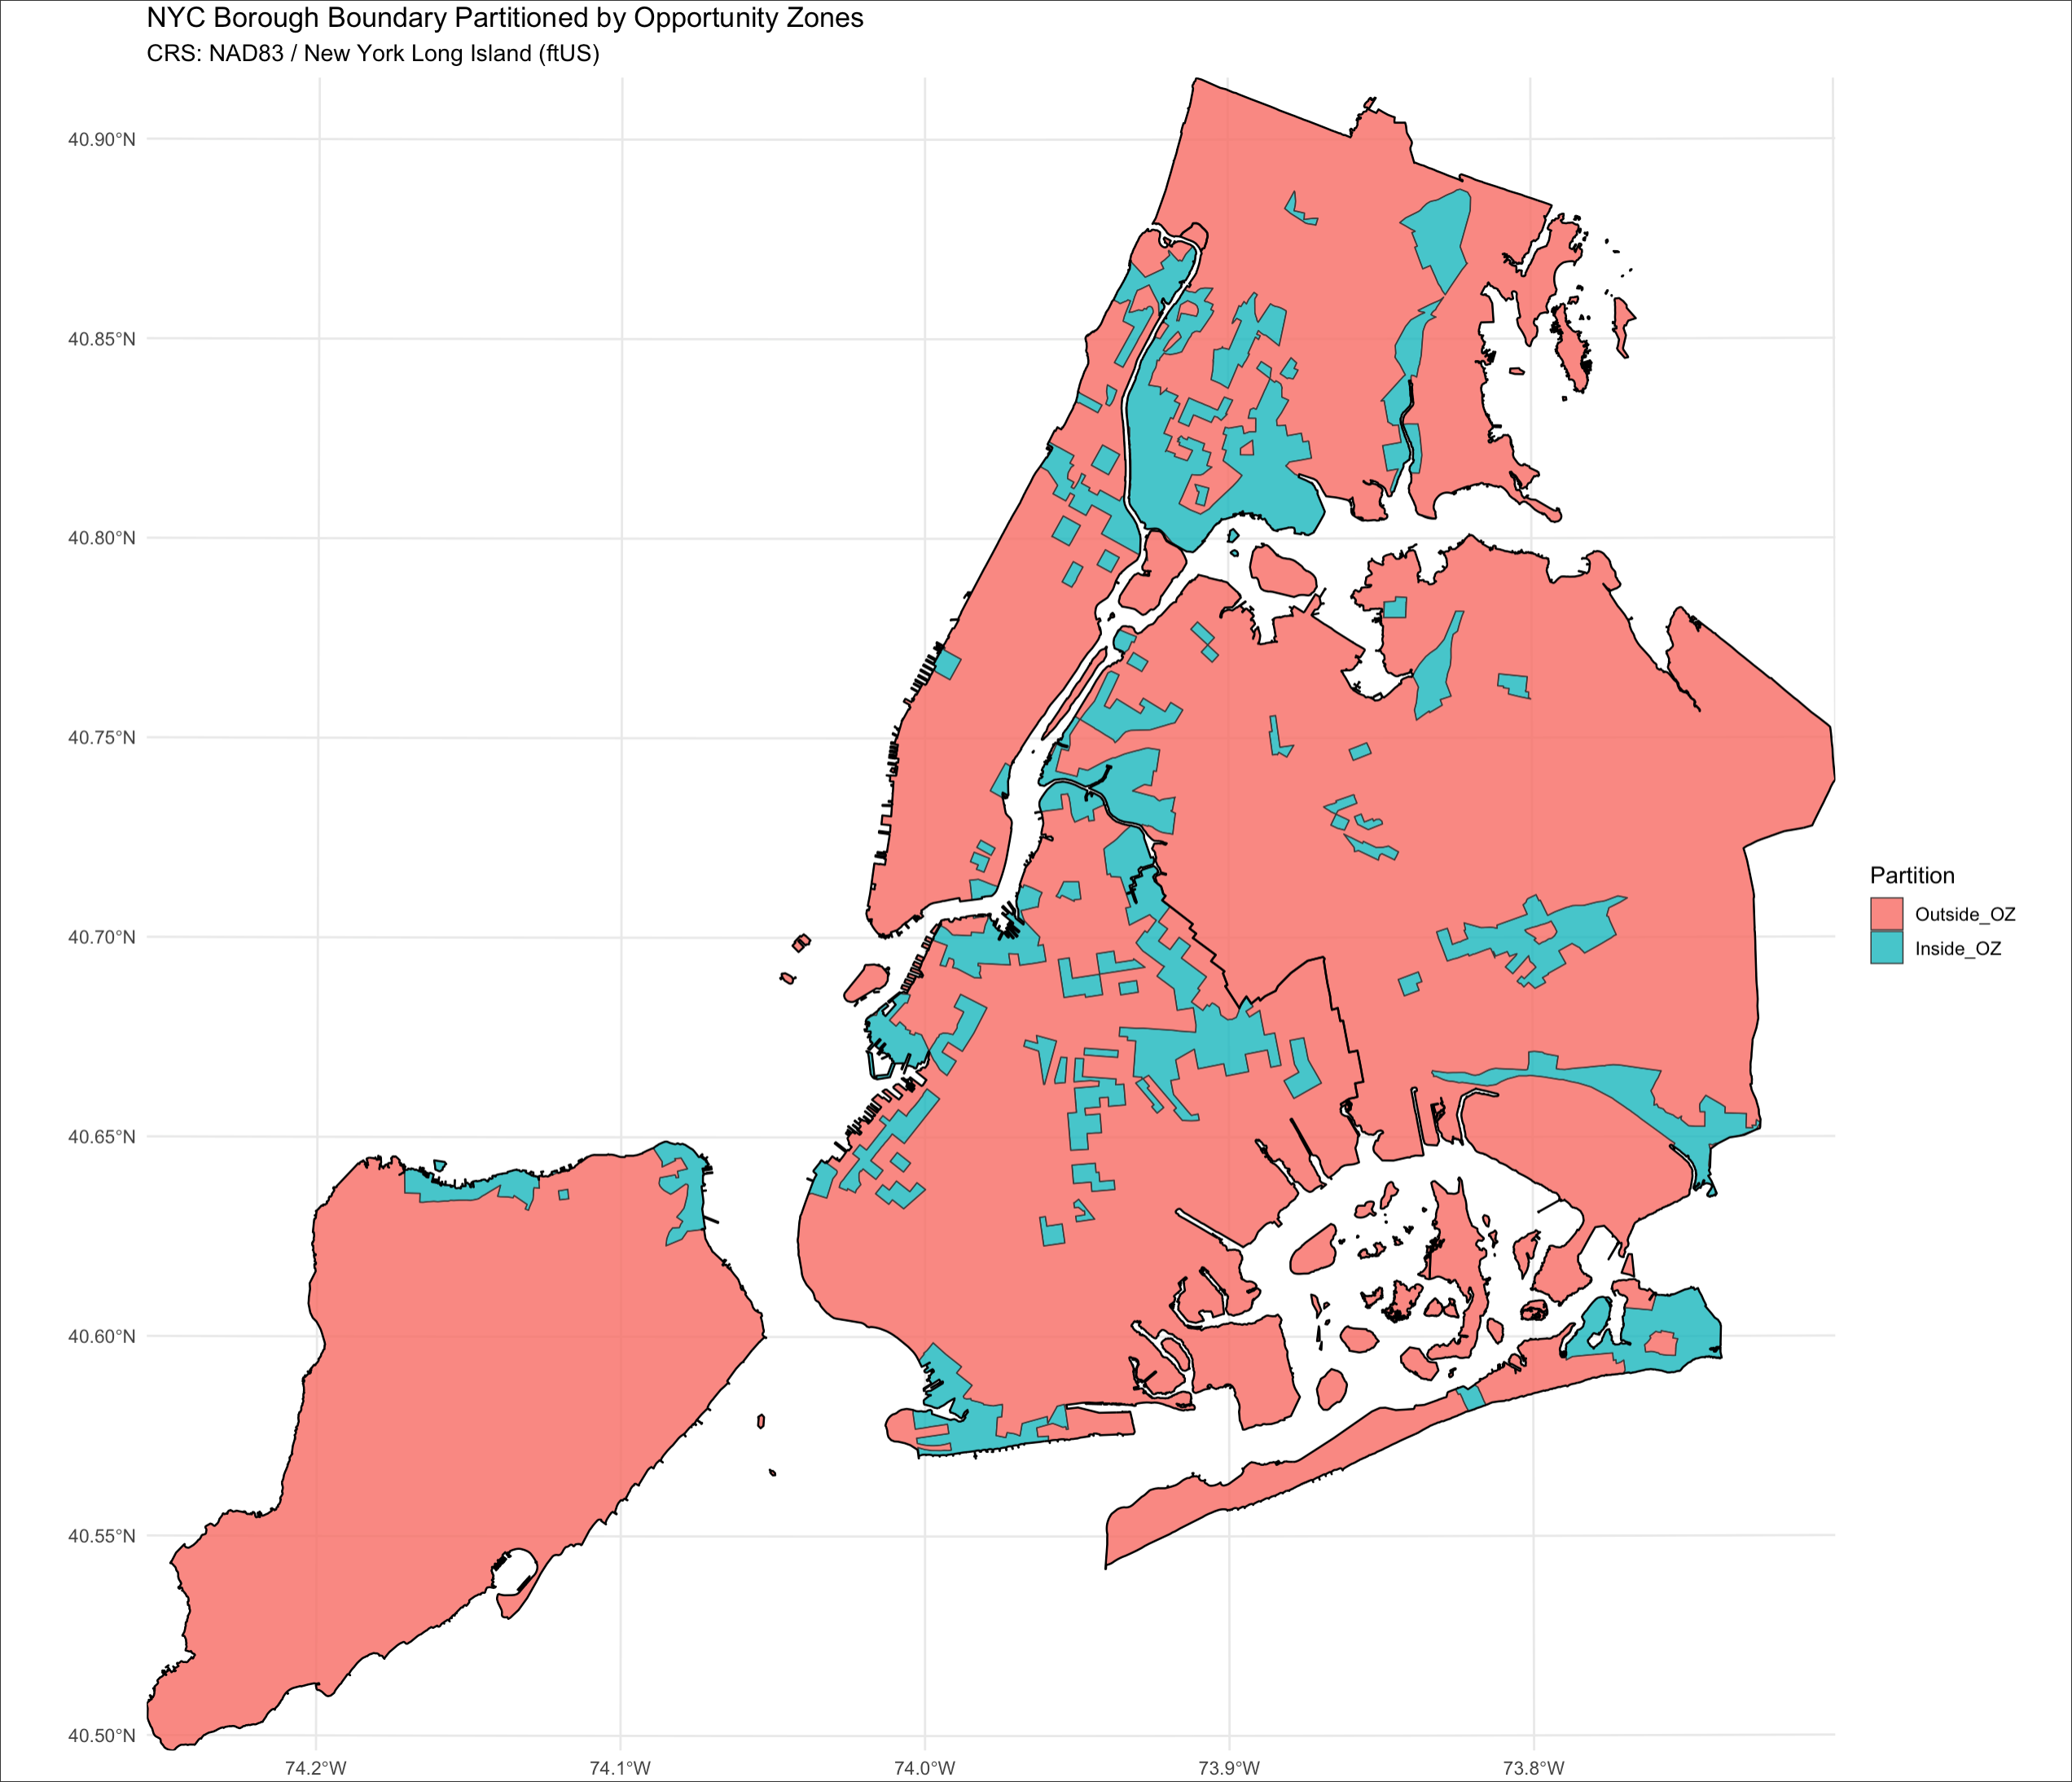 NYC Borough Boundary Partitioned by Opportunity Zones
CRS: NAD83 / New York Long Island (ftUS)
40.90°N
40.85°N
40.80°N
40.75°N
40.70°N
40.65°N
40.60°N
40.55°N
40.50°N
74.2°W
74.1°W
74.0°W
73.9°W
73.8°W
Partition
Outside_OZ
Inside_OZ